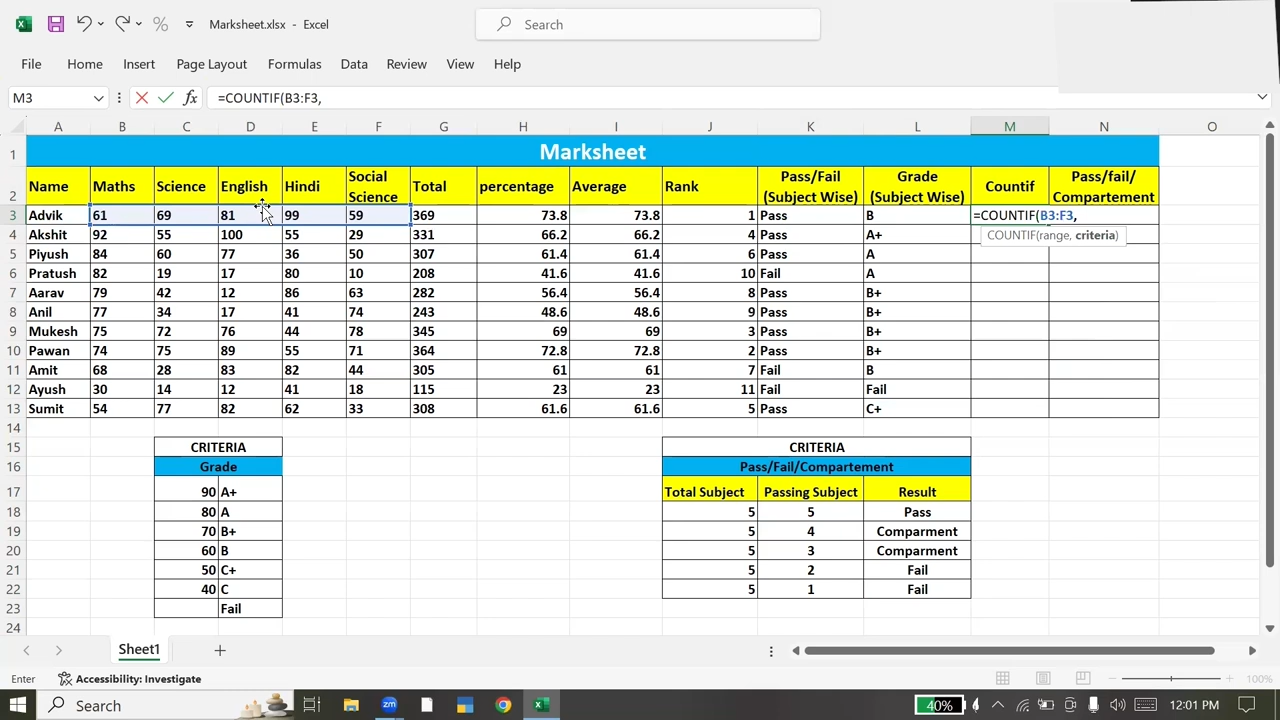 Marksheet.xlsx - Excel
Search
File Home Insert Page Layout Formulas Data Review View Help
M3 fx =COUNTIF(B3:F3,
A B C D E F G H I J K L M N O
1 Marksheet
2 Name Maths Science English Hindi Social Science Total percentage Average Rank Pass/Fail (Subject Wise) Grade (Subject Wise) Countif Pass/fail/ Compartement
3 Advik 61 69 81 99 59 369 73.8 73.8 1 Pass B =COUNTIF(B3:F3,
COUNTIF(range, criteria)
4 Akshit 92 55 100 55 29 331 66.2 66.2 4 Pass A+
5 Piyush 84 60 77 36 50 307 61.4 61.4 6 Pass A
6 Pratush 82 19 17 80 10 208 41.6 41.6 10 Fail A
7 Aarav 79 42 12 86 63 282 56.4 56.4 8 Pass B+
8 Anil 77 34 17 41 74 243 48.6 48.6 9 Pass B+
9 Mukesh 75 72 76 44 78 345 69 69 3 Pass B+
10 Pawan 74 75 89 55 71 364 72.8 72.8 2 Pass B+
11 Amit 68 28 83 82 44 305 61 61 7 Fail B
12 Ayush 30 14 12 41 18 115 23 23 11 Fail Fail
13 Sumit 54 77 82 62 33 308 61.6 61.6 5 Pass C+
14
15 CRITERIA CRITERIA
16 Grade Pass/Fail/Compartement
17 90 A+ Total Subject Passing Subject Result
18 80 A 5 5 Pass
19 70 B+ 5 4 Comparment
20 60 B 5 3 Comparment
21 50 C+ 5 2 Fail
22 40 C 5 1 Fail
23 Fail
24
Sheet1
Enter Accessibility: Investigate 100%
Search zm 40% 12:01 PM